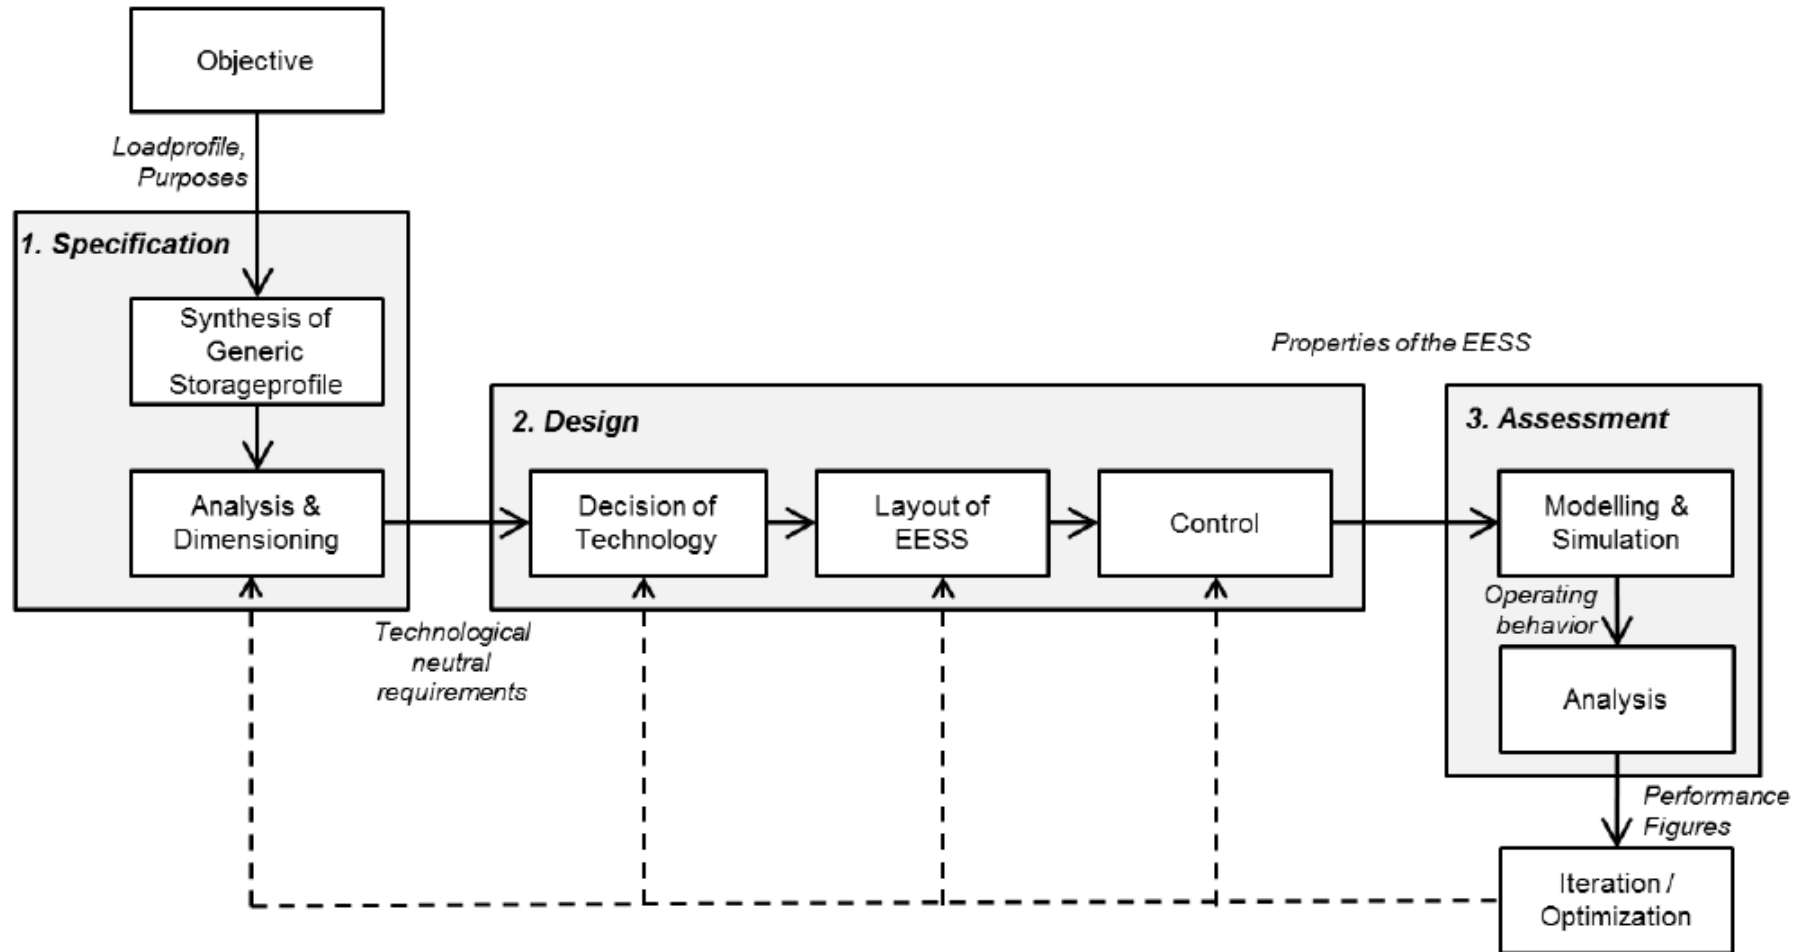 Objective
Loadprofile,
Purposes
1. Specification
Synthesis of
Generic
Storageprofile
Analysis &
Dimensioning
Technological
neutral
requirements
2. Design
Decision of
Technology
Layout of
EESS
Control
Properties of the EESS
3. Assessment
Modelling &
Simulation
Operating
behavior
Analysis
Performance
Figures
Iteration /
Optimization